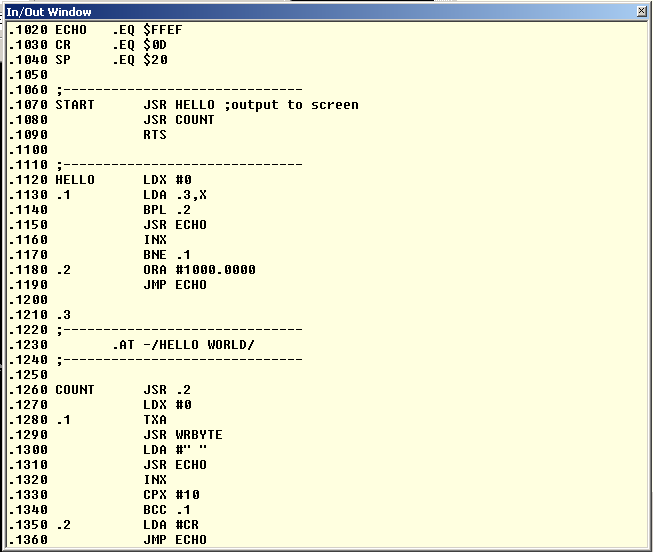 In/Out Window
.1020 ECHO   .EQ $FFEF
.1030 CR     .EQ $0D
.1040 SP     .EQ $20
.1050
.1060 ;------------------------------
.1070 START      JSR HELLO ;output to screen
.1080            JSR COUNT
.1090            RTS
.1100
.1110 ;------------------------------
.1120 HELLO      LDX #0
.1130 .1         LDA .3,X
.1140            BPL .2
.1150            JSR ECHO
.1160            INX
.1170            BNE .1
.1180 .2         ORA #1000.0000
.1190            JMP ECHO
.1200
.1210 .3
.1220 ;------------------------------
.1230        .AT -/HELLO WORLD/
.1240 ;------------------------------
.1250
.1260 COUNT      JSR .2
.1270            LDX #0
.1280 .1         TXA
.1290            JSR WRBYTE
.1300            LDA #" "
.1310            JSR ECHO
.1320            INX
.1330            CPX #10
.1340            BCC .1
.1350 .2         LDA #CR
.1360            JMP ECHO